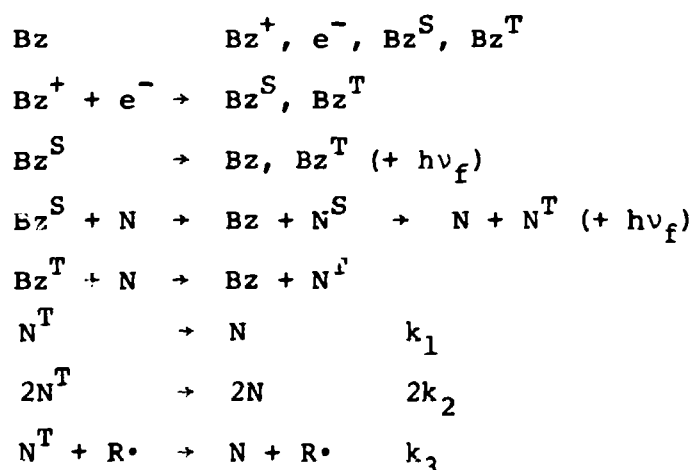 Bz Bz⁺, e⁻, Bz^S, Bz^T
Bz⁺ + e⁻ → Bz^S, Bz^T
Bz^S → Bz, Bz^T (+ hν_f)
Bz^S + N → Bz + N^S → N + N^T (+ hν_f)
Bz^T + N → Bz + N^T
N^T → N k₁
2N^T → 2N 2k₂
N^T + R• → N + R• k₃